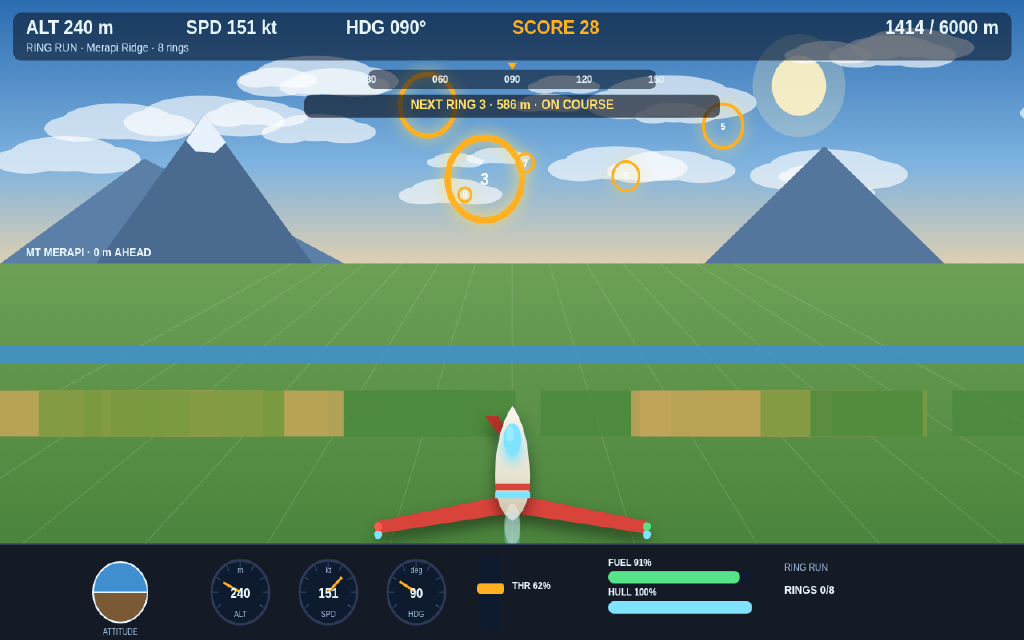 ALT 240 m SPD 151 kt HDG 090° SCORE 28 1414 / 6000 m
RING RUN · Merapi Ridge · 8 rings
060 090 120 150
NEXT RING 3 · 586 m · ON COURSE
5
3
7
8
MT MERAPI · 0 m AHEAD
m kt deg
240 151 90
ALT SPD HDG
ATTITUDE
THR 62%
FUEL 91%
HULL 100%
RING RUN
RINGS 0/8